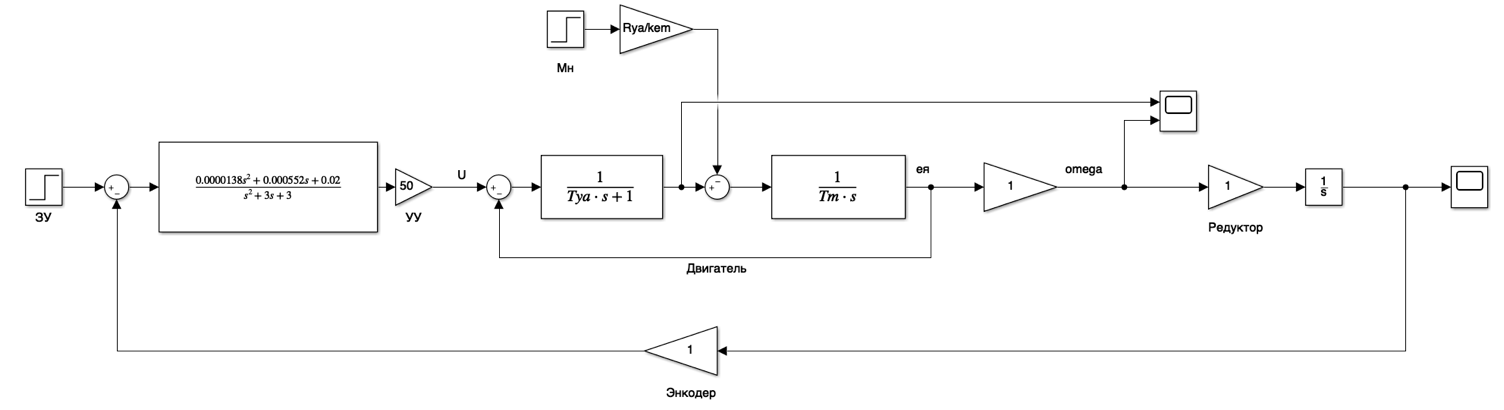 Rya/kem
Мн
ЗУ
0.0000138s² + 0.000552s + 0.02
s² + 3s + 3
50
УУ
U
1
Tya · s + 1
1
Tm · s
ея
1
omega
1
Редуктор
1
s
Двигатель
1
Энкодер